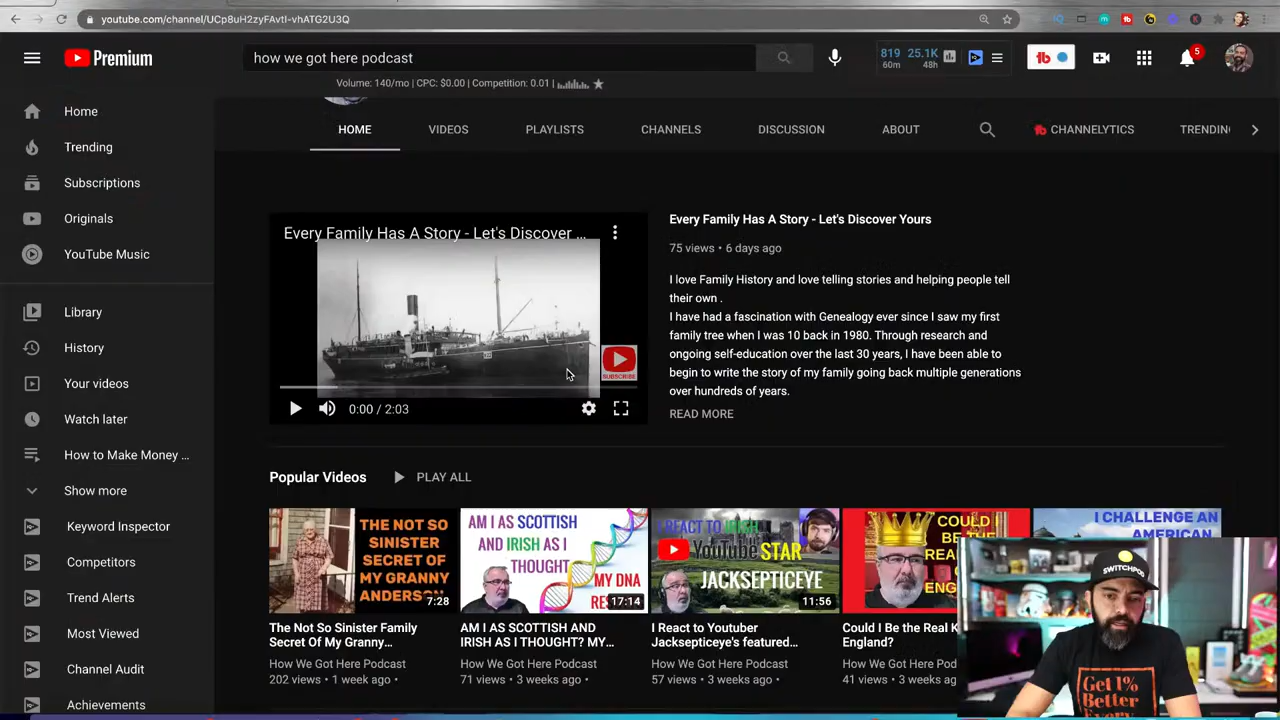 youtube.com/channel/UCp8uH2zyFAvtI-vhATG2U3Q
Premium
how we got here podcast
819 25.1K
60m 48h
5
Volume: 140/mo | CPC: $0.00 | Competition: 0.01
HOME VIDEOS PLAYLISTS CHANNELS DISCUSSION ABOUT CHANNELYTICS TRENDIN
Home
Trending
Subscriptions
Originals
YouTube Music
Library
History
Your videos
Watch later
How to Make Money ...
Show more
Keyword Inspector
Competitors
Trend Alerts
Most Viewed
Channel Audit
Achievements
Every Family Has A Story - Let's Discover ...
SUBSCRIBE
0:00 / 2:03
Every Family Has A Story - Let's Discover Yours
75 views • 6 days ago
I love Family History and love telling stories and helping people tell
their own .
I have had a fascination with Genealogy ever since I saw my first
family tree when I was 10 back in 1980. Through research and
ongoing self-education over the last 30 years, I have been able to
begin to write the story of my family going back multiple generations
over hundreds of years.
READ MORE
Popular Videos PLAY ALL
THE NOT SO
SINISTER
SECRET OF
MY GRANNY
ANDERSON
7:28
The Not So Sinister Family
Secret Of My Granny...
How We Got Here Podcast
202 views • 1 week ago •
AM I AS SCOTTISH
AND IRISH AS I
THOUGHT?
MY DNA
RES
17:14
AM I AS SCOTTISH AND
IRISH AS I THOUGHT? MY...
How We Got Here Podcast
71 views • 3 weeks ago •
I REACT TO IRISH
YouTube STAR
JACKSEPTICEYE
11:56
I React to Youtuber
Jacksepticeye's featured...
How We Got Here Podcast
57 views • 3 weeks ago •
COULD I
BE THE
REA
OF
ENG
Could I Be the Real K
England?
How We Got Here Pod
41 views • 3 weeks ago
I CHALLENGE AN
AMERICAN
SWITCHPOD
Get 1%
Better
Every